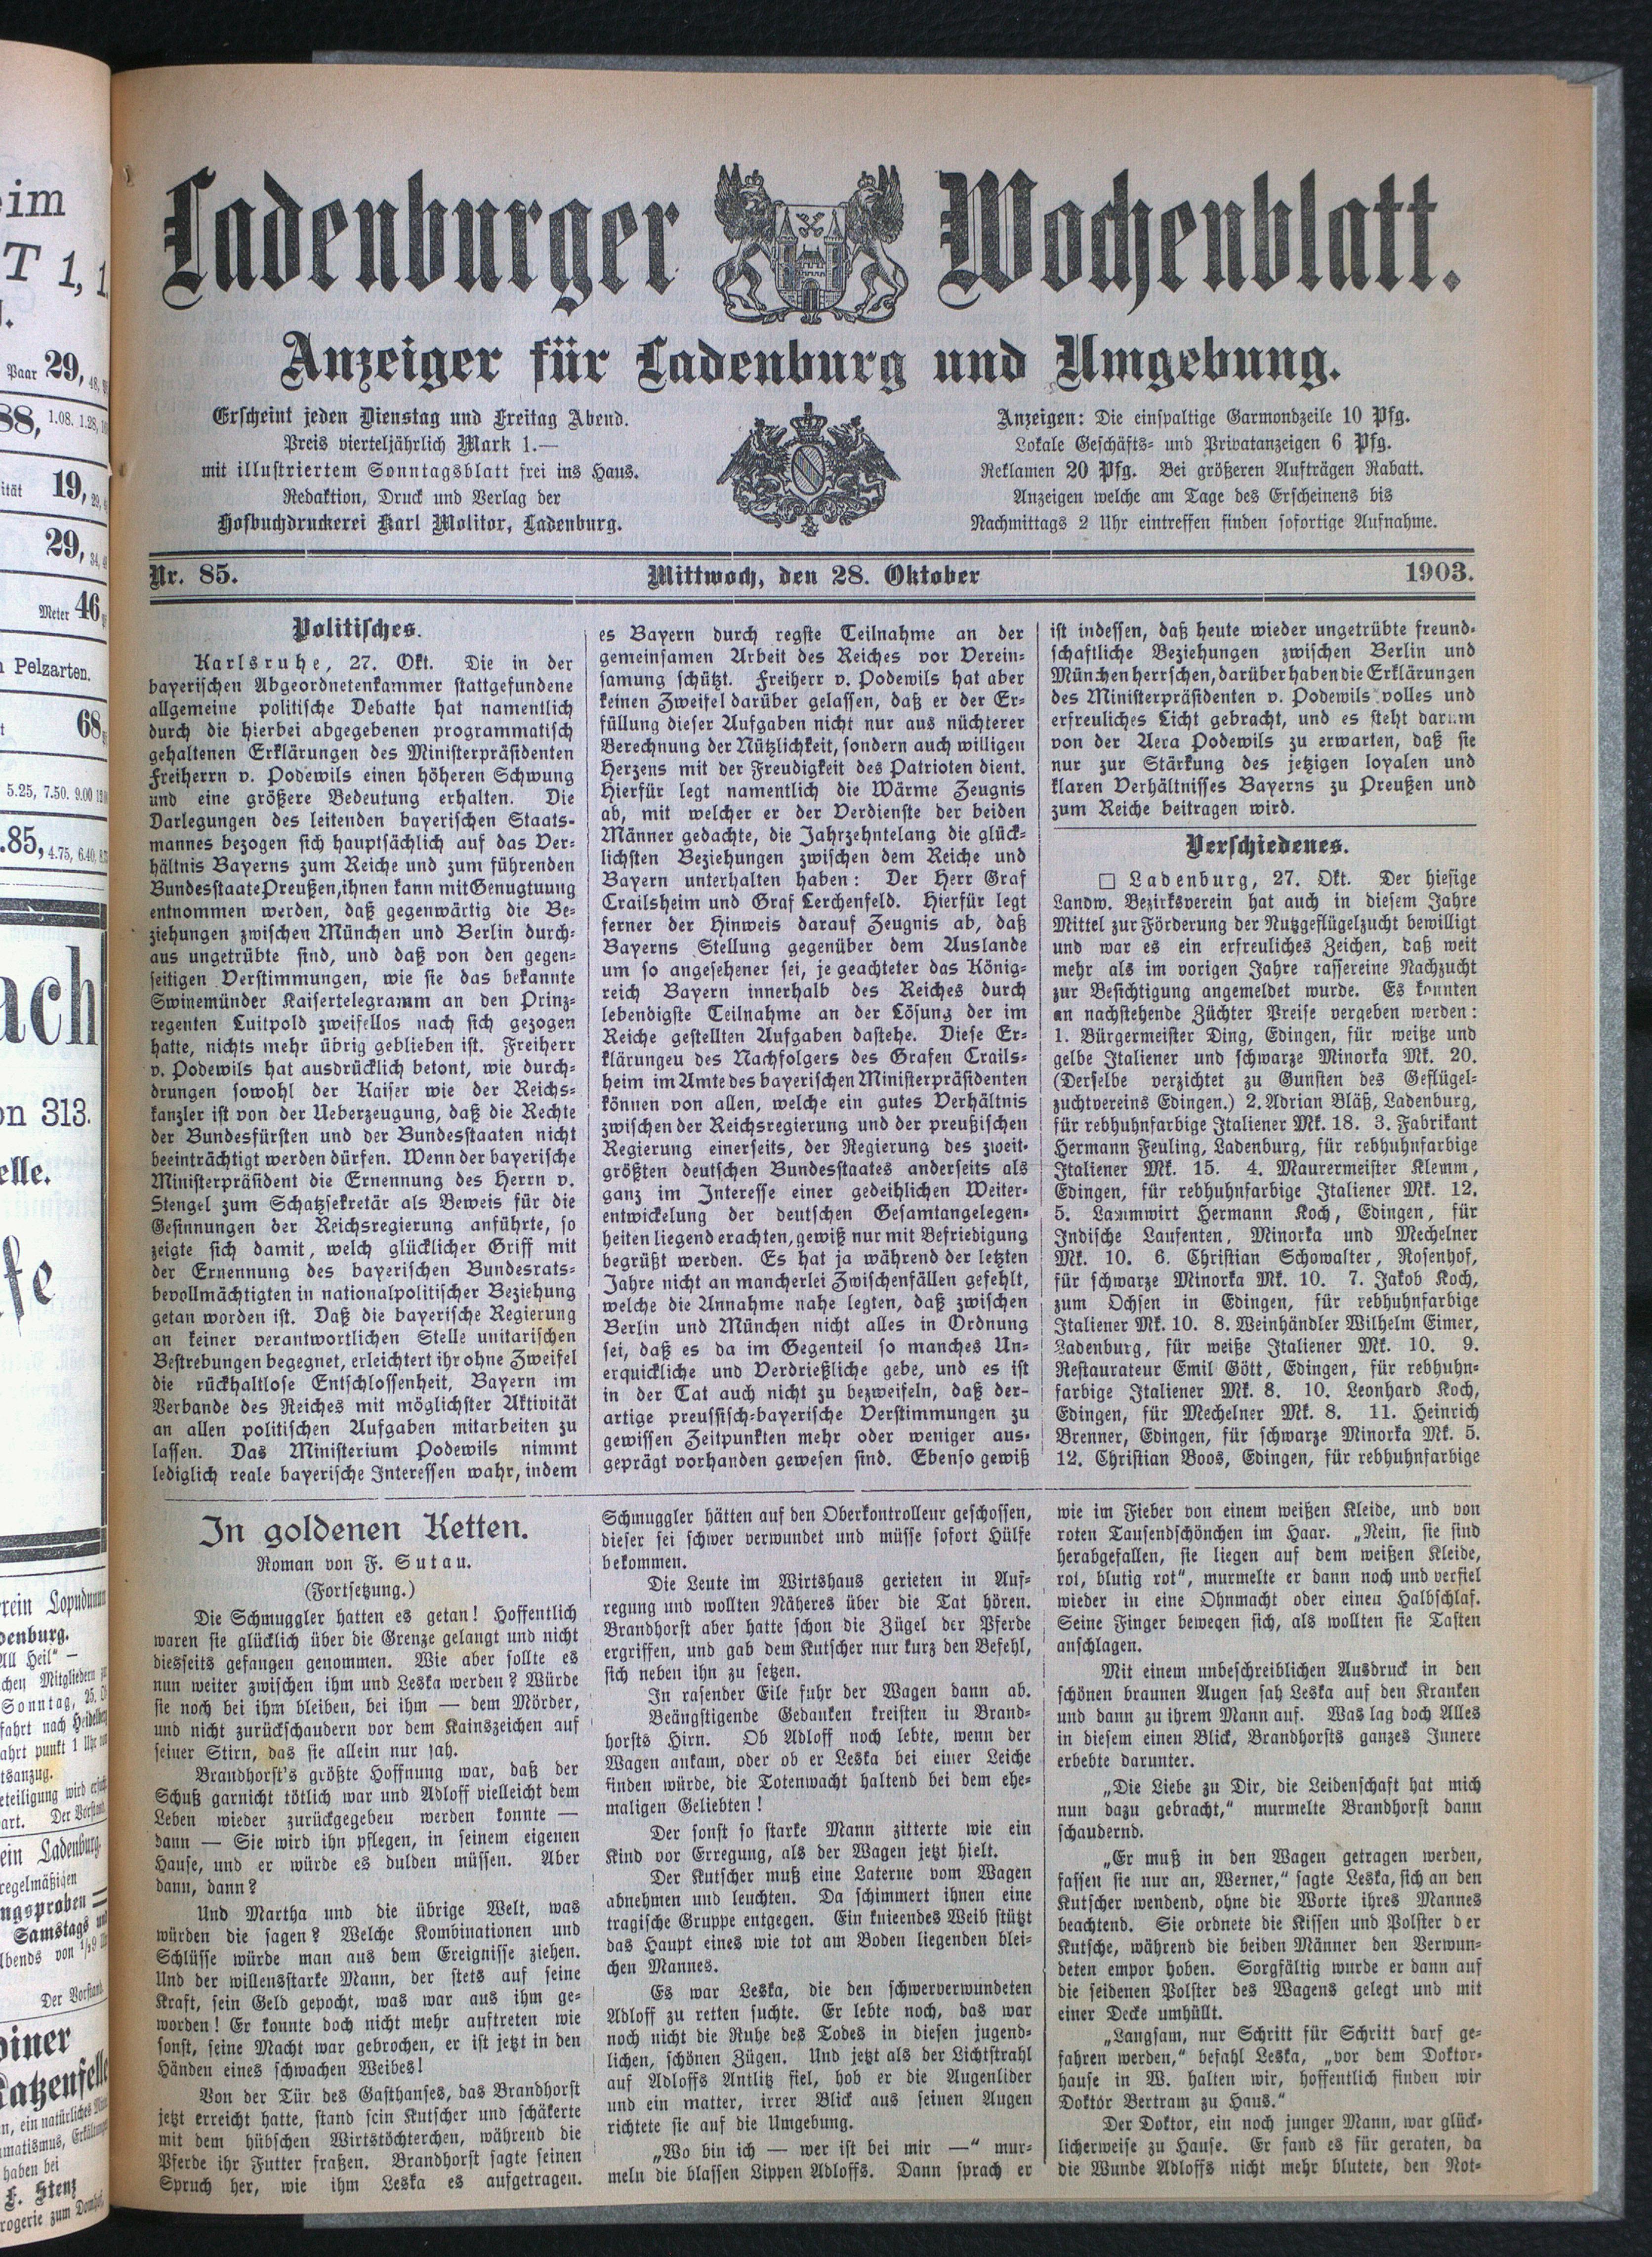 Ladenburger Wochenblatt.
Anzeiger für Ladenburg und Umgebung.
Erscheint jeden Dienstag und Freitag Abend.
Preis vierteljährlich Mark 1.—
mit illustriertem Sonntagsblatt frei ins Haus.
Redaktion, Druck und Verlag der
Hofbuchdruckerei Karl Molitor, Ladenburg.
Anzeigen: Die einspaltige Garmondzeile 10 Pfg.
Lokale Geschäfts- und Privatanzeigen 6 Pfg.
Reklamen 20 Pfg. Bei größeren Aufträgen Rabatt.
Anzeigen welche am Tage des Erscheinens bis
Nachmittags 2 Uhr eintreffen finden sofortige Aufnahme.
Nr. 85. Mittwoch, den 28. Oktober 1903.
Politisches.
Karlsruhe, 27. Okt. Die in der
bayerischen Abgeordnetenkammer stattgefundene
allgemeine politische Debatte hat namentlich
durch die hierbei abgegebenen programmatisch
gehaltenen Erklärungen des Ministerpräsidenten
Freiherrn v. Podewils einen höheren Schwung
und eine größere Bedeutung erhalten. Die
Darlegungen des leitenden bayerischen Staats-
mannes bezogen sich hauptsächlich auf das Ver-
hältnis Bayerns zum Reiche und zum führenden
Bundesstaate Preußen, ihnen kann mit Genugtuung
entnommen werden, daß gegenwärtig die Be-
ziehungen zwischen München und Berlin durch-
aus ungetrübte sind, und daß von den gegen-
seitigen Verstimmungen, wie sie das bekannte
Swinemünder Kaisertelegramm an den Prinz-
regenten Luitpold zweifellos nach sich gezogen
hatte, nichts mehr übrig geblieben ist. Freiherr
v. Podewils hat ausdrücklich betont, wie durch-
drungen sowohl der Kaiser wie der Reichs-
kanzler ist von der Ueberzeugung, daß die Rechte
der Bundesfürsten und der Bundesstaaten nicht
beeinträchtigt werden dürfen. Wenn der bayerische
Ministerpräsident die Ernennung des Herrn v.
Stengel zum Schatzsekretär als Beweis für die
Gesinnungen der Reichsregierung anführte, so
zeigte sich damit, welch glücklicher Griff mit
der Ernennung des bayerischen Bundesrats-
bevollmächtigten in nationalpolitischer Beziehung
getan worden ist. Daß die bayerische Regierung
an keiner verantwortlichen Stelle unitarischen
Bestrebungen begegnet, erleichtert ihr ohne Zweifel
die rückhaltlose Entschlossenheit, Bayern im
Verbande des Reiches mit möglichster Aktivität
an allen politischen Aufgaben mitarbeiten zu
lassen. Das Ministerium Podewils nimmt
lediglich reale bayerische Interessen wahr, indem
es Bayern durch regste Teilnahme an der
gemeinsamen Arbeit des Reiches vor Verein-
samung schützt. Freiherr v. Podewils hat aber
keinen Zweifel darüber gelassen, daß er der Er-
füllung dieser Aufgaben nicht nur aus nüchterer
Berechnung der Nützlichkeit, sondern auch willigen
Herzens mit der Freudigkeit des Patrioten dient.
Hierfür legt namentlich die Wärme Zeugnis
ab, mit welcher er der Verdienste der beiden
Männer gedachte, die Jahrzehntelang die glück-
lichsten Beziehungen zwischen dem Reiche und
Bayern unterhalten haben: Der Herr Graf
Crailsheim und Graf Lerchenfeld. Hierfür legt
ferner der Hinweis darauf Zeugnis ab, daß
Bayerns Stellung gegenüber dem Auslande
um so angesehener sei, je geachteter das König-
reich Bayern innerhalb des Reiches durch
lebendigste Teilnahme an der Lösung der im
Reiche gestellten Aufgaben dastehe. Diese Er-
klärungeu des Nachfolgers des Grafen Crails-
heim im Amte des bayerischen Ministerpräsidenten
können von allen, welche ein gutes Verhältnis
zwischen der Reichsregierung und der preußischen
Regierung einerseits, der Regierung des zweit-
größten deutschen Bundesstaates anderseits als
ganz im Interesse einer gedeihlichen Weiter-
entwickelung der deutschen Gesamtangelegen-
heiten liegend erachten, gewiß nur mit Befriedigung
begrüßt werden. Es hat ja während der letzten
Jahre nicht an mancherlei Zwischenfällen gefehlt,
welche die Annahme nahe legten, daß zwischen
Berlin und München nicht alles in Ordnung
sei, daß es da im Gegenteil so manches Un-
erquickliche und Verdrießliche gebe, und es ist
in der Tat auch nicht zu bezweifeln, daß der-
artige preussisch-bayerische Verstimmungen zu
gewissen Zeitpunkten mehr oder weniger aus-
geprägt vorhanden gewesen sind. Ebenso gewiß
ist indessen, daß heute wieder ungetrübte freund-
schaftliche Beziehungen zwischen Berlin und
München herrschen, darüber haben die Erklärungen
des Ministerpräsidenten v. Podewils volles und
erfreuliches Licht gebracht, und es steht darum
von der Aera Podewils zu erwarten, daß sie
nur zur Stärkung des jetzigen loyalen und
klaren Verhältnisses Bayerns zu Preußen und
zum Reiche beitragen wird.
Verschiedenes.
□ Ladenburg, 27. Okt. Der hiesige
Landw. Bezirksverein hat auch in diesem Jahre
Mittel zur Förderung der Nutzgeflügelzucht bewilligt
und war es ein erfreuliches Zeichen, daß weit
mehr als im vorigen Jahre rassereine Nachzucht
zur Besichtigung angemeldet wurde. Es konnten
an nachstehende Züchter Preise vergeben werden:
1. Bürgermeister Ding, Edingen, für weiße und
gelbe Italiener und schwarze Minorka Mk. 20.
(Derselbe verzichtet zu Gunsten des Geflügel-
zuchtvereins Edingen.) 2. Adrian Bläß, Ladenburg,
für rebhuhnfarbige Italiener Mk. 18. 3. Fabrikant
Hermann Feuling, Ladenburg, für rebhuhnfarbige
Italiener Mk. 15. 4. Maurermeister Klemm,
Edingen, für rebhuhnfarbige Italiener Mk. 12.
5. Lammwirt Hermann Koch, Edingen, für
Indische Laufenten, Minorka und Mechelner
Mk. 10. 6. Christian Schowalter, Rosenhof,
für schwarze Minorka Mk. 10. 7. Jakob Koch,
zum Ochsen in Edingen, für rebhuhnfarbige
Italiener Mk. 10. 8. Weinhändler Wilhelm Eimer,
Ladenburg, für weiße Italiener Mk. 10. 9.
Restaurateur Emil Gött, Edingen, für rebhuhn-
farbige Italiener Mk. 8. 10. Leonhard Koch,
Edingen, für Mechelner Mk. 8. 11. Heinrich
Brenner, Edingen, für schwarze Minorka Mk. 5.
12. Christian Boos, Edingen, für rebhuhnfarbige
In goldenen Ketten.
Roman von F. Sutau.
(Fortsetzung.)
Die Schmuggler hatten es getan! Hoffentlich
waren sie glücklich über die Grenze gelangt und nicht
diesseits gefangen genommen. Wie aber sollte es
nun weiter zwischen ihm und Leska werden? Würde
sie noch bei ihm bleiben, bei ihm — dem Mörder,
und nicht zurückschaudern vor dem Kainszeichen auf
seiner Stirn, das sie allein nur sah.
Brandhorst's größte Hoffnung war, daß der
Schuß garnicht tötlich war und Adloff vielleicht dem
Leben wieder zurückgegeben werden konnte —
dann — Sie wird ihn pflegen, in seinem eigenen
Hause, und er würde es dulden müssen. Aber
dann, dann?
Und Martha und die übrige Welt, was
würden die sagen? Welche Kombinationen und
Schlüsse würde man aus dem Ereignisse ziehen.
Und der willensstarke Mann, der stets auf seine
Kraft, sein Geld gepocht, was war aus ihm ge-
worden! Er konnte doch nicht mehr auftreten wie
sonst, seine Macht war gebrochen, er ist jetzt in den
Händen eines schwachen Weibes!
Von der Tür des Gasthauses, das Brandhorst
jetzt erreicht hatte, stand sein Kutscher und schäkerte
mit dem hübschen Wirtstöchterchen, während die
Pferde ihr Futter fraßen. Brandhorst sagte seinen
Spruch her, wie ihm Leska es aufgetragen.
Schmuggler hätten auf den Oberkontrolleur geschossen,
dieser sei schwer verwundet und müsse sofort Hülfe
bekommen.
Die Leute im Wirtshaus gerieten in Auf-
regung und wollten Näheres über die Tat hören.
Brandhorst aber hatte schon die Zügel der Pferde
ergriffen, und gab dem Kutscher nur kurz den Befehl,
sich neben ihn zu setzen.
In rasender Eile fuhr der Wagen dann ab.
Beängstigende Gedanken kreisten in Brand-
horsts Hirn. Ob Adloff noch lebte, wenn der
Wagen ankam, oder ob er Leska bei einer Leiche
finden würde, die Totenwacht haltend bei dem ehe-
maligen Geliebten!
Der sonst so starke Mann zitterte wie ein
Kind vor Erregung, als der Wagen jetzt hielt.
Der Kutscher muß eine Laterne vom Wagen
abnehmen und leuchten. Da schimmert ihnen eine
tragische Gruppe entgegen. Ein knieendes Weib stützt
das Haupt eines wie tot am Boden liegenden blei-
chen Mannes.
Es war Leska, die den schwerverwundeten
Adloff zu retten suchte. Er lebte noch, das war
noch nicht die Ruhe des Todes in diesen jugend-
lichen, schönen Zügen. Und jetzt als der Lichtstrahl
auf Adloffs Antlitz fiel, hob er die Augenlider
und ein matter, irrer Blick aus seinen Augen
richtete sie auf die Umgebung.
„Wo bin ich — wer ist bei mir —“ mur-
meln die blassen Lippen Adloffs. Dann sprach er
wie im Fieber von einem weißen Kleide, und von
roten Tausendschönchen im Haar. „Nein, sie sind
herabgefallen, sie liegen auf dem weißen Kleide,
rot, blutig rot“, murmelte er dann noch und verfiel
wieder in eine Ohnmacht oder einen Halbschlaf.
Seine Finger bewegen sich, als wollten sie Tasten
anschlagen.
Mit einem unbeschreiblichen Ausdruck in den
schönen braunen Augen sah Leska auf den Kranken
und dann zu ihrem Mann auf. Was lag doch Alles
in diesem einen Blick, Brandhorsts ganzes Innere
erbebte darunter.
„Die Liebe zu Dir, die Leidenschaft hat mich
nun dazu gebracht,“ murmelte Brandhorst dann
schaudernd.
„Er muß in den Wagen getragen werden,
fassen sie nur an, Werner,“ sagte Leska, sich an den
Kutscher wendend, ohne die Worte ihres Mannes
beachtend. Sie ordnete die Kissen und Polster der
Kutsche, während die beiden Männer den Verwun-
deten empor hoben. Sorgfältig wurde er dann auf
die seidenen Polster des Wagens gelegt und mit
einer Decke umhüllt.
„Langsam, nur Schritt für Schritt darf ge-
fahren werden,“ befahl Leska, „vor dem Doktor-
hause in W. halten wir, hoffentlich finden wir
Doktor Bertram zu Haus.“
Der Doktor, ein noch junger Mann, war glück-
licherweise zu Hause. Er fand es für geraten, da
die Wunde Adloffs nicht mehr blutete, den Not-